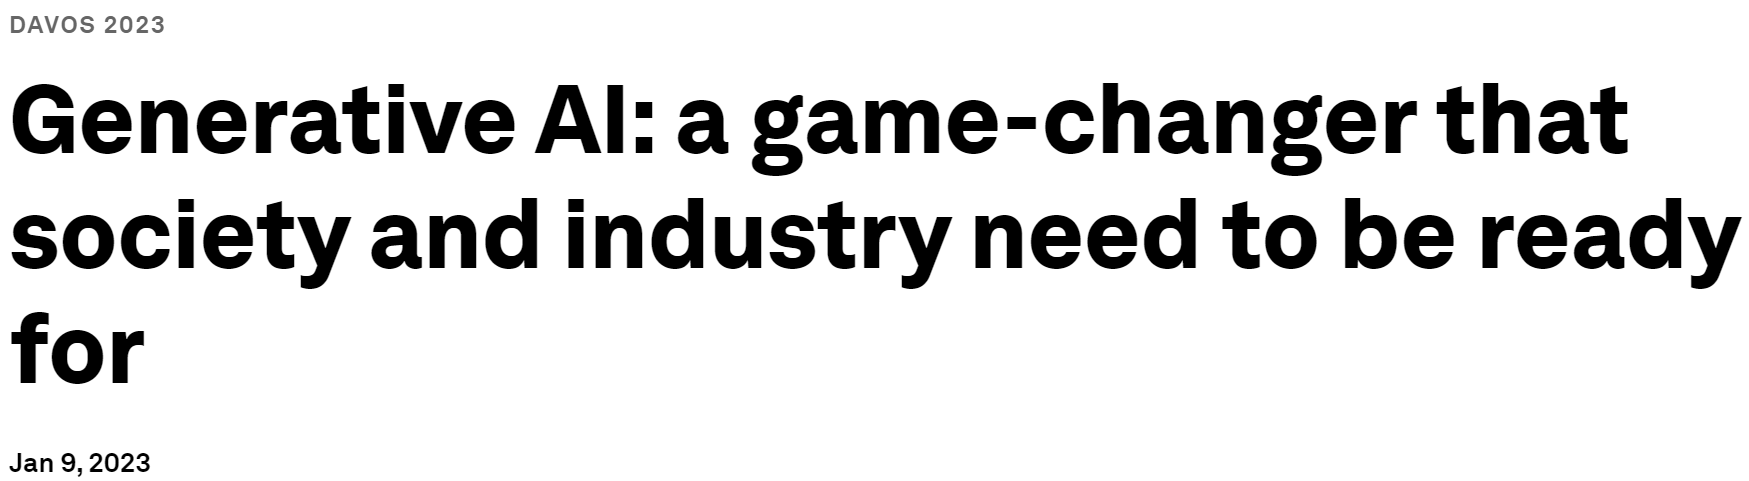 DAVOS 2023
Generative AI: a game-changer that
society and industry need to be ready
for
Jan 9, 2023